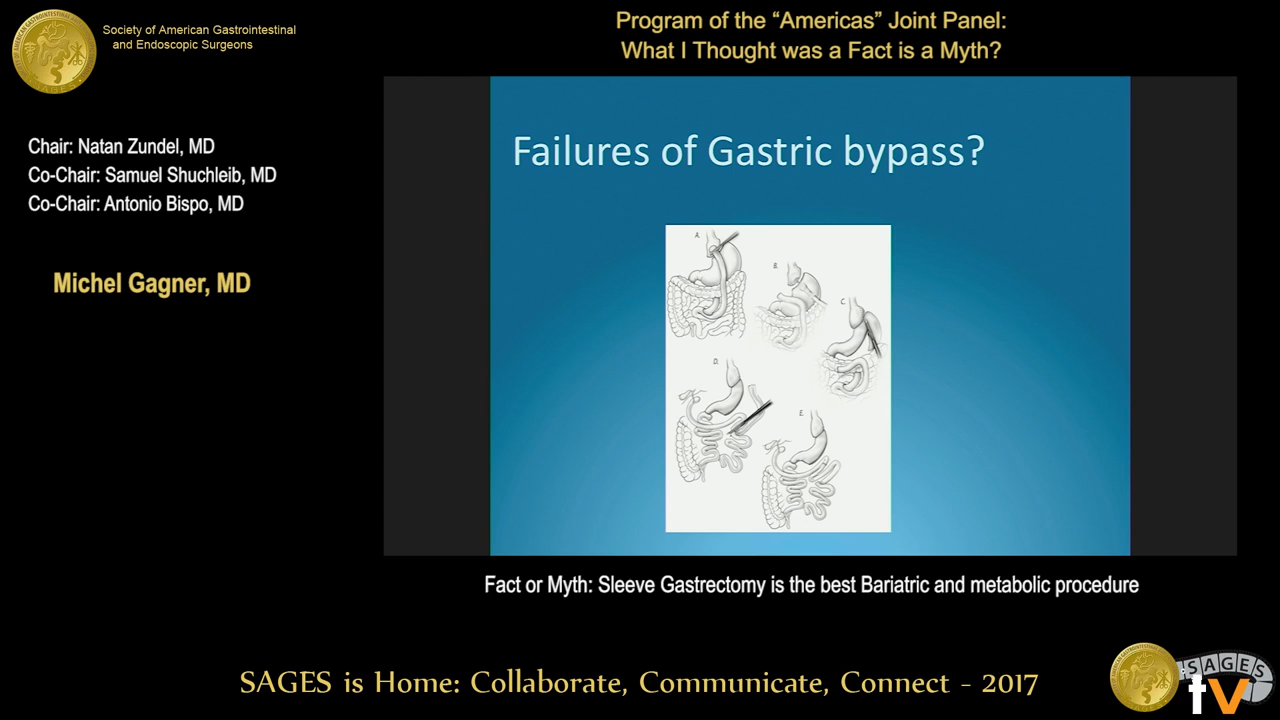 Society of American Gastrointestinal
and Endoscopic Surgeons
Program of the “Americas” Joint Panel:
What I Thought was a Fact is a Myth?
Chair: Natan Zundel, MD
Co-Chair: Samuel Shuchleib, MD
Co-Chair: Antonio Bispo, MD
Michel Gagner, MD
Failures of Gastric bypass?
A.
B.
C.
D.
E.
Fact or Myth: Sleeve Gastrectomy is the best Bariatric and metabolic procedure
SAGES is Home: Collaborate, Communicate, Connect - 2017
SAGES
tv